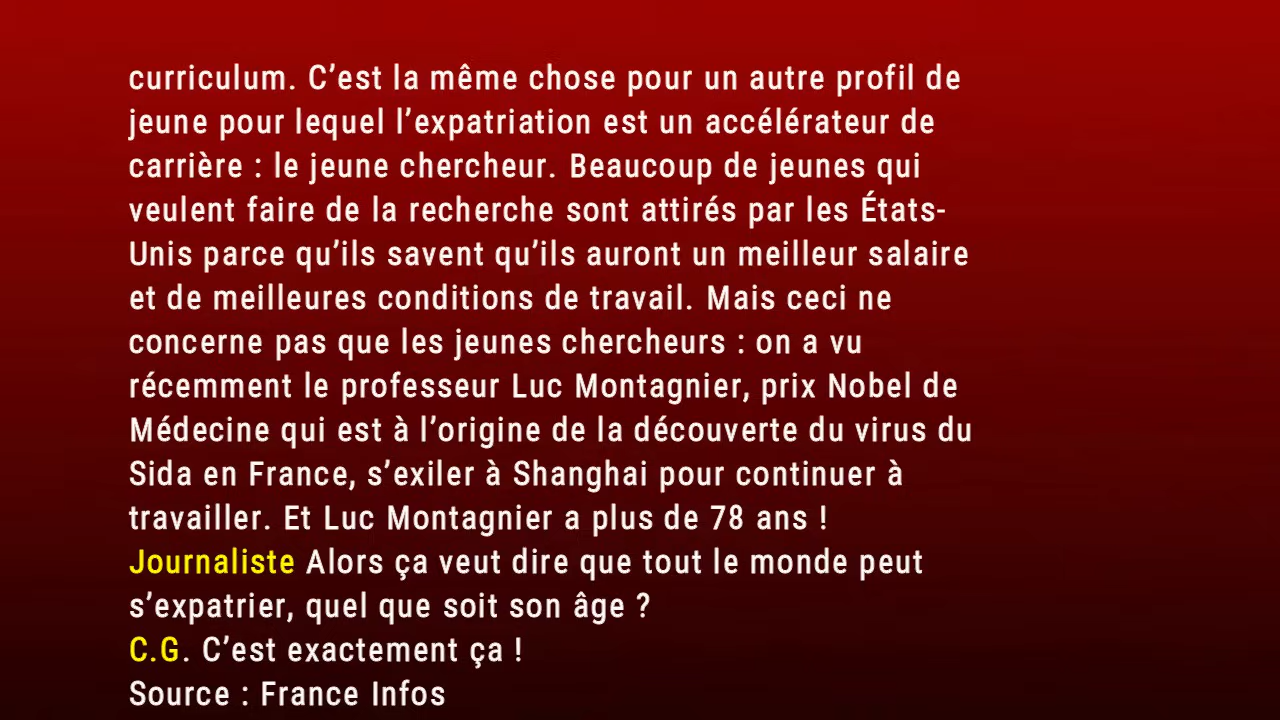 curriculum. C’est la même chose pour un autre profil de
jeune pour lequel l’expatriation est un accélérateur de
carrière : le jeune chercheur. Beaucoup de jeunes qui
veulent faire de la recherche sont attirés par les États-
Unis parce qu’ils savent qu’ils auront un meilleur salaire
et de meilleures conditions de travail. Mais ceci ne
concerne pas que les jeunes chercheurs : on a vu
récemment le professeur Luc Montagnier, prix Nobel de
Médecine qui est à l’origine de la découverte du virus du
Sida en France, s’exiler à Shanghai pour continuer à
travailler. Et Luc Montagnier a plus de 78 ans !
Journaliste Alors ça veut dire que tout le monde peut
s’expatrier, quel que soit son âge ?
C.G. C’est exactement ça !
Source : France Infos